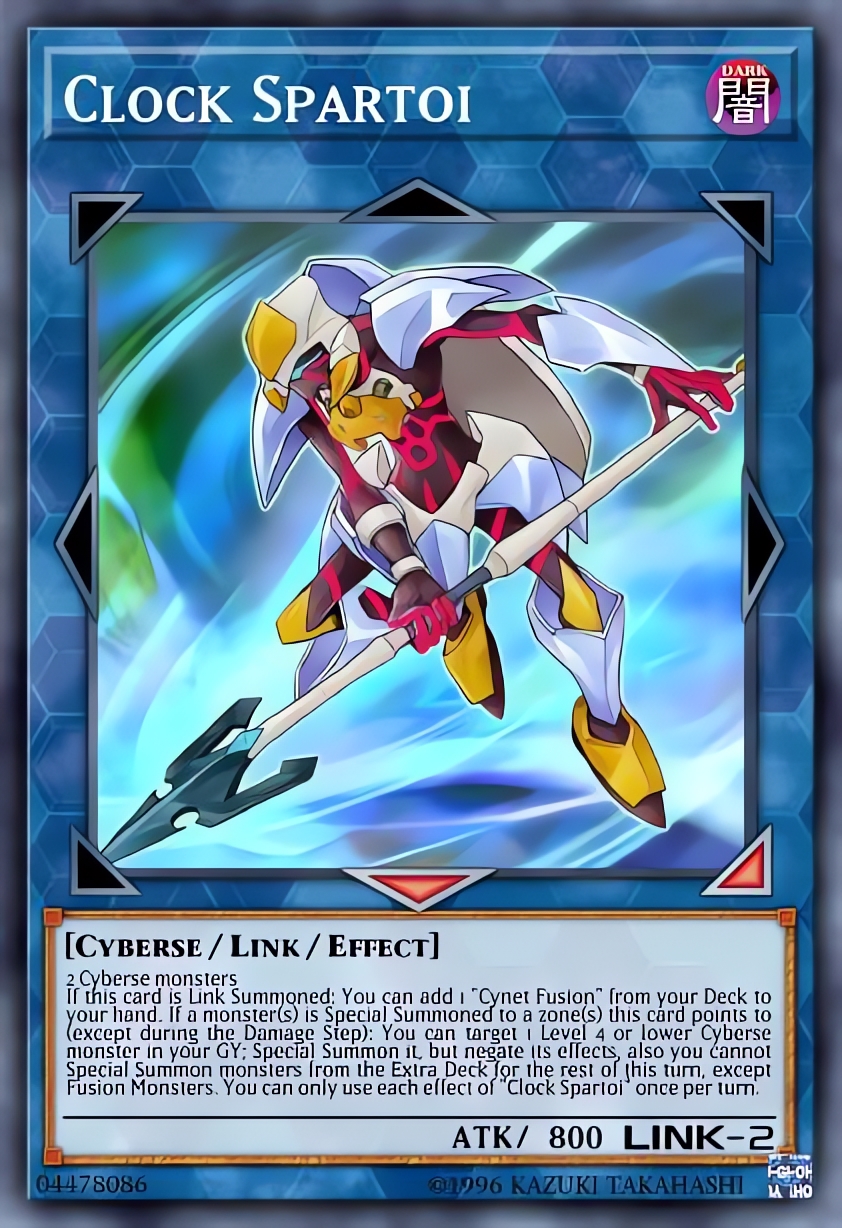 CLOCK SPARTOI
DARK
闇
[CYBERSE / LINK / EFFECT]
2 Cyberse monsters
If this card is Link Summoned: You can add 1 "Cynet Fusion" from your Deck to
your hand. If a monster(s) is Special Summoned to a zone(s) this card points to
(except during the Damage Step): You can target 1 Level 4 or lower Cyberse
monster in your GY; Special Summon it, but negate its effects, also you cannot
Special Summon monsters from the Extra Deck for the rest of this turn, except
Fusion Monsters. You can only use each effect of "Clock Spartoi" once per turn.
ATK/ 800 LINK-2
04478086 ©1996 KAZUKI TAKAHASHI